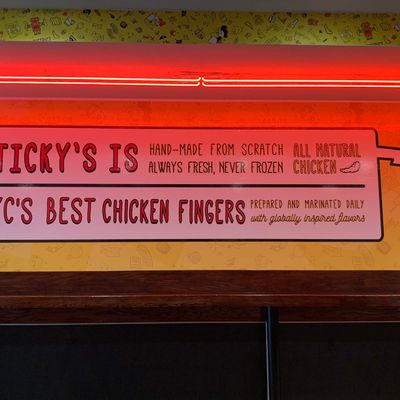 TICKY'S IS
HAND-MADE FROM SCRATCH
ALWAYS FRESH, NEVER FROZEN
ALL NATURAL
CHICKEN
YC'S BEST CHICKEN FINGERS
PREPARED AND MARINATED DAILY
with globally inspired flavors